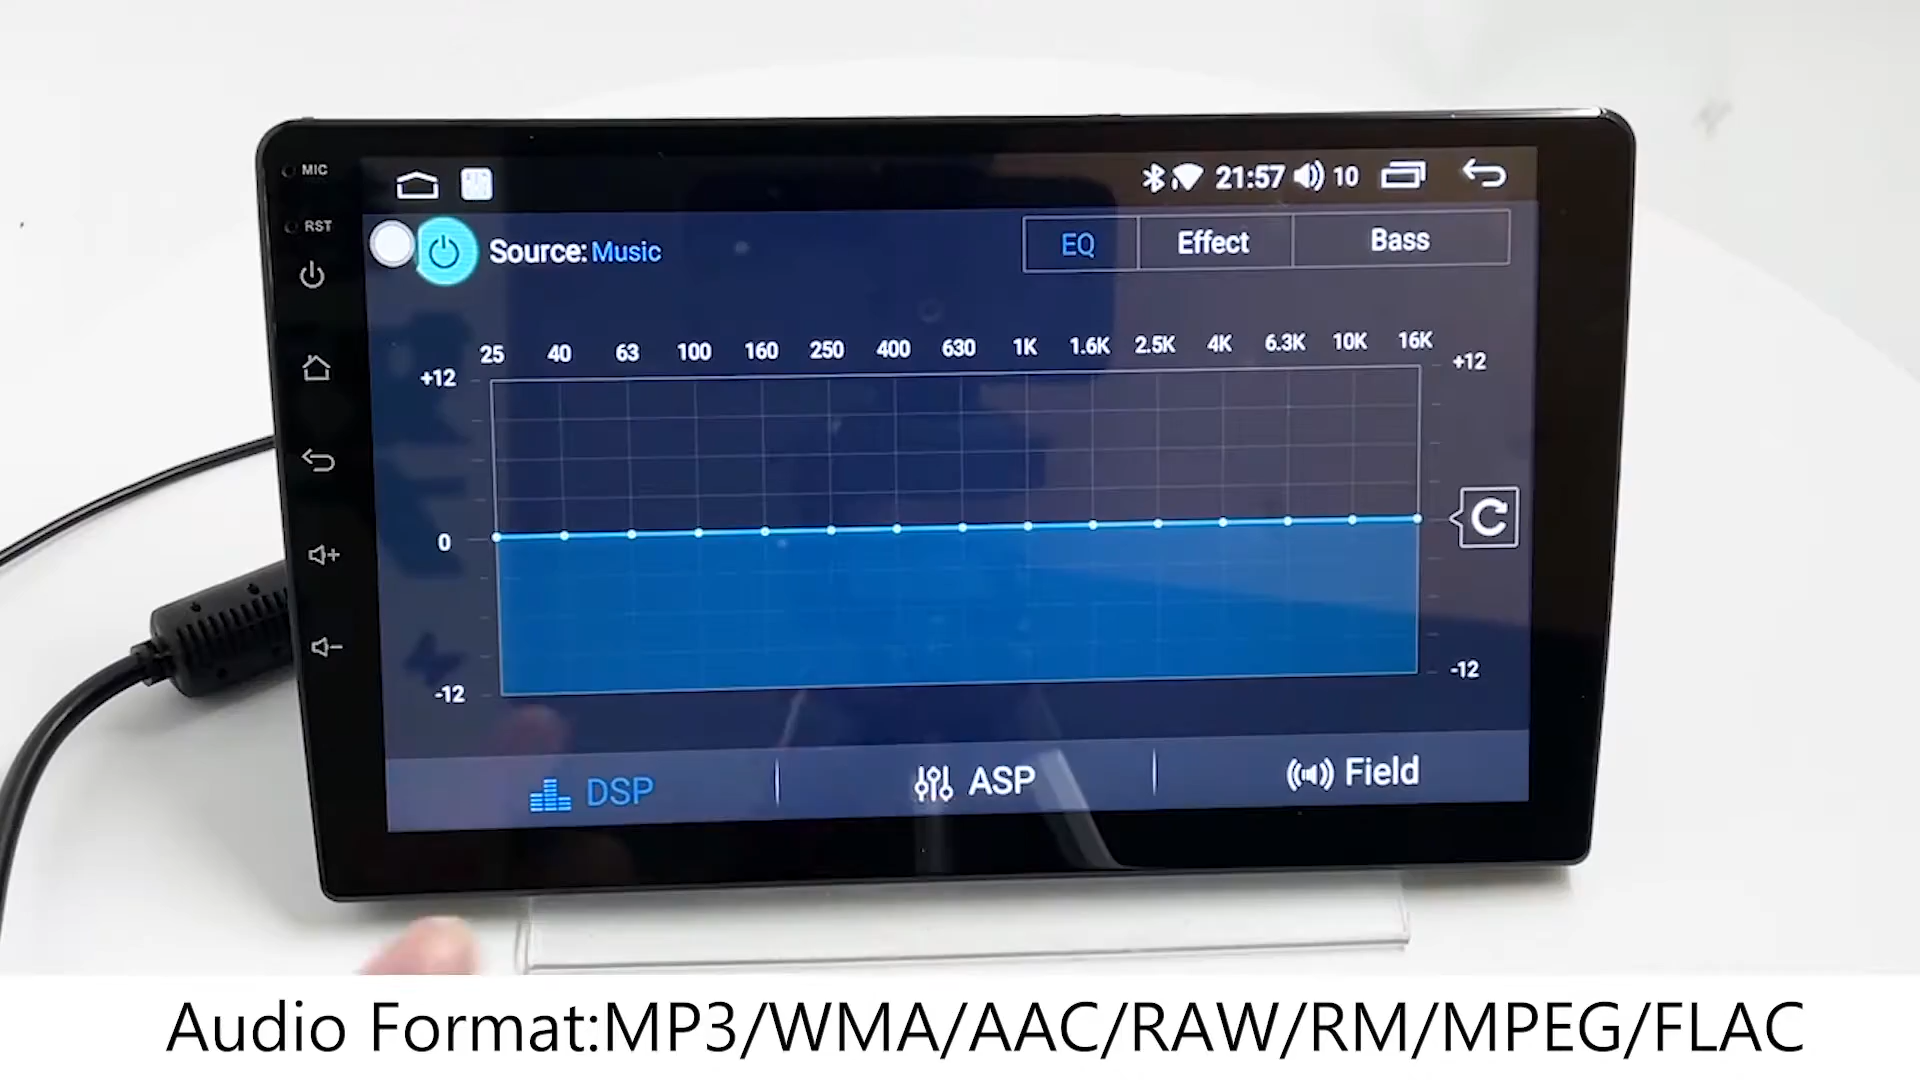 MIC
RST
21:57 10
Source: Music
EQ Effect Bass
25 40 63 100 160 250 400 630 1K 1.6K 2.5K 4K 6.3K 10K 16K
+12 +12
0
-12 -12
DSP ASP Field
Audio Format:MP3/WMA/AAC/RAW/RM/MPEG/FLAC